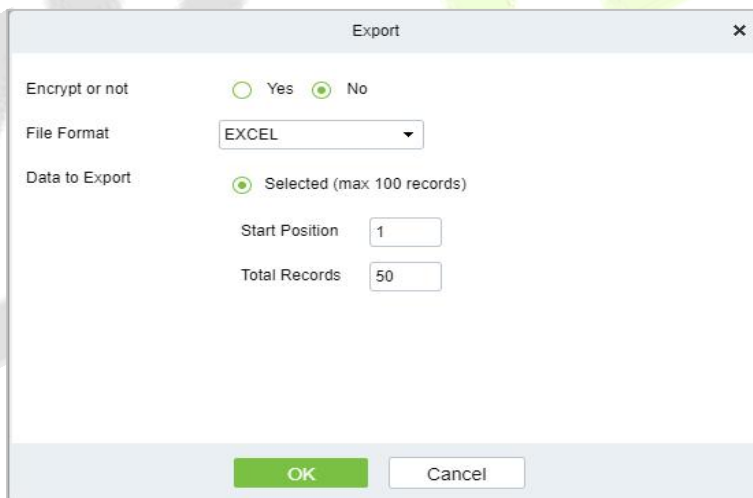 Export
Encrypt or not Yes No
File Format EXCEL
Data to Export Selected (max 100 records)
Start Position 1
Total Records 50
OK Cancel